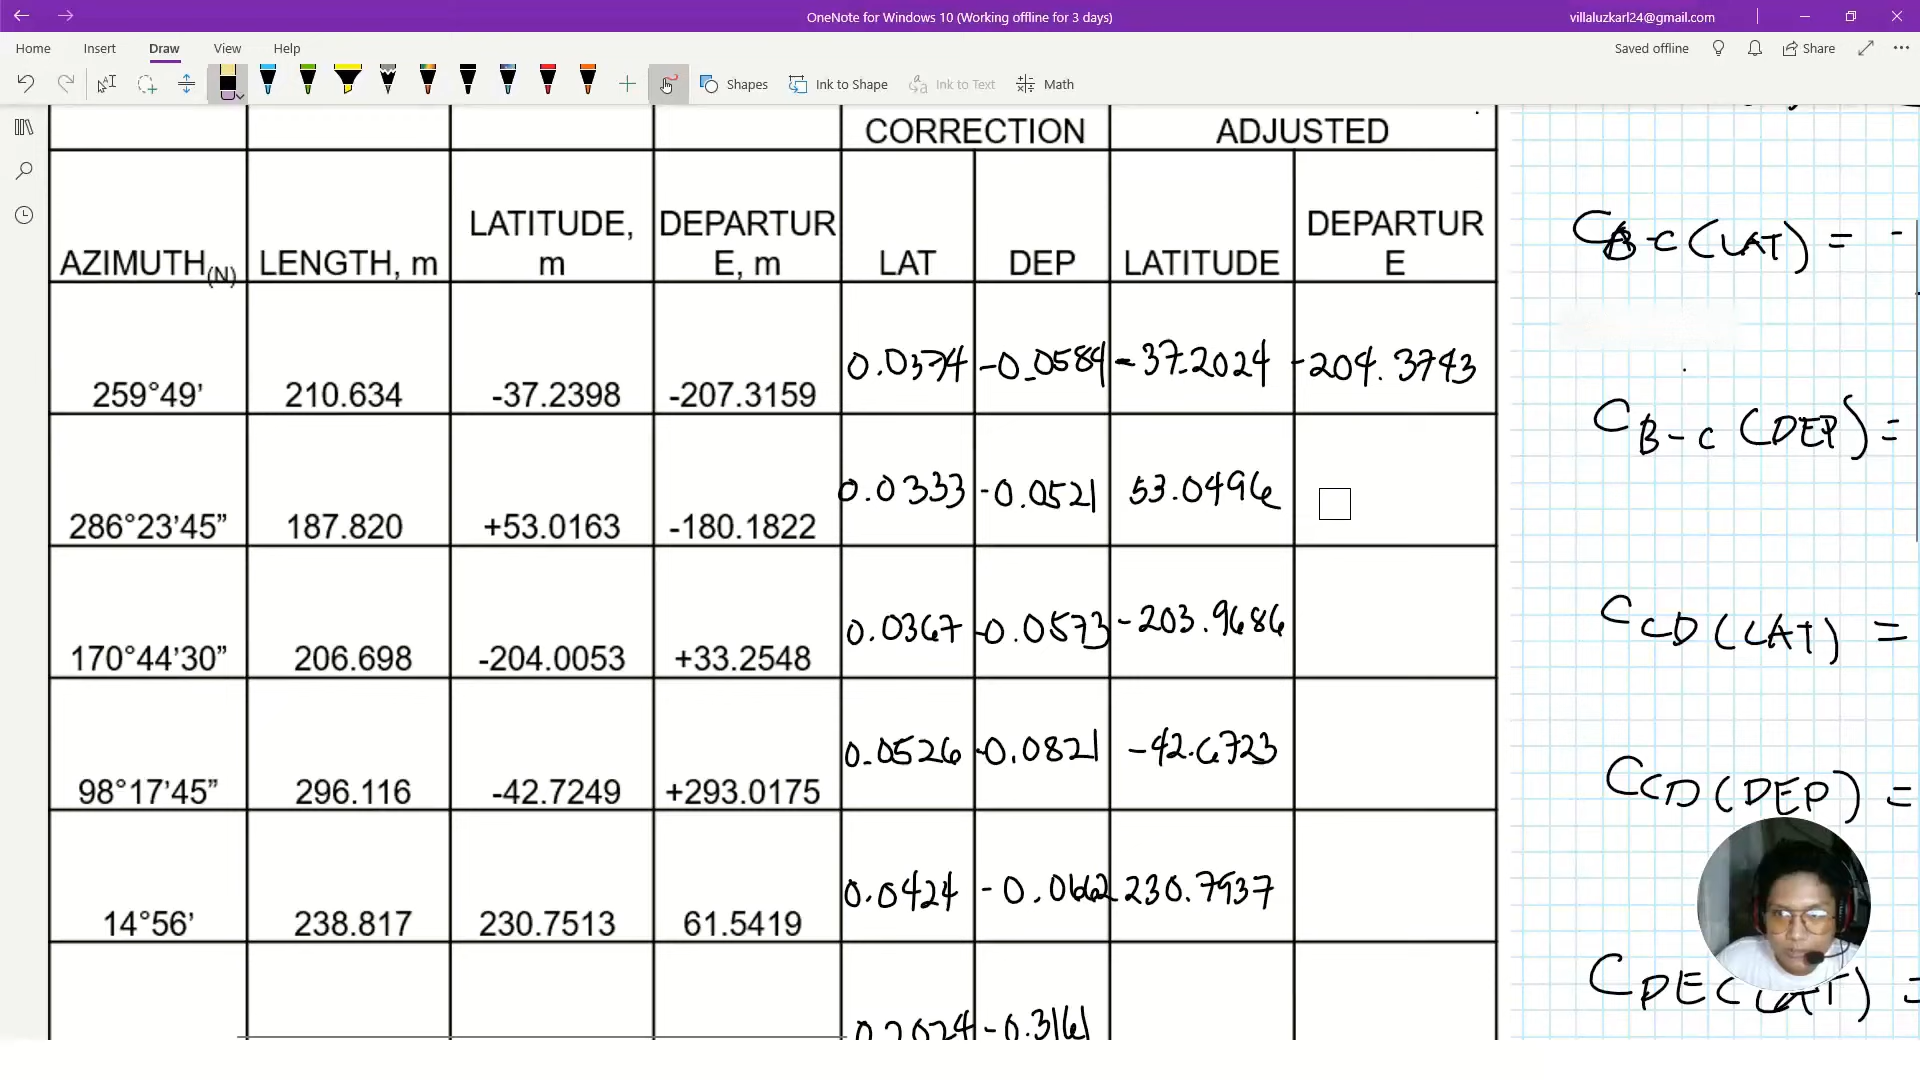 OneNote for Windows 10 (Working offline for 3 days)
villaluzkarl24@gmail.com
Home Insert Draw View Help
Saved offline Share
Shapes Ink to Shape Ink to Text Math
CORRECTION ADJUSTED
AZIMUTH(N) LENGTH, m LATITUDE, m DEPARTURE, m LAT DEP LATITUDE DEPARTURE
259°49' 210.634 -37.2398 -207.3159 0.0374 -0.0584 -37.2024 -204.3743
286°23'45" 187.820 +53.0163 -180.1822 0.0333 -0.0521 53.0496
170°44'30" 206.698 -204.0053 +33.2548 0.0367 -0.0573 -203.9686
98°17'45" 296.116 -42.7249 +293.0175 0.0526 -0.0821 -42.6723
14°56' 238.817 230.7513 61.5419 0.0424 -0.0662 230.7937
0.2024 -0.3161
CB-C (LAT) = -
CB-C (DEP) =
CCD (LAT) =
CCD (DEP) =
CDE (LAT) =